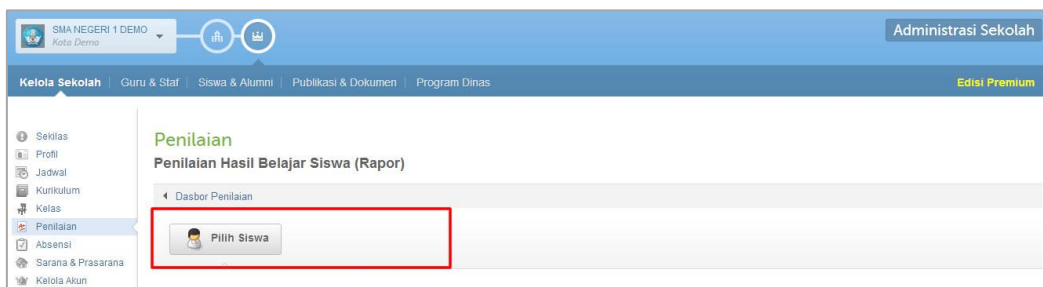 SMA NEGERI 1 DEMO
Kota Demo
Administrasi Sekolah
Kelola Sekolah | Guru & Staf | Siswa & Alumni | Publikasi & Dokumen | Program Dinas
Edisi Premium
Sekilas
Profil
Jadwal
Kurikulum
Kelas
Penilaian
Absensi
Sarana & Prasarana
Kelola Akun
Penilaian
Penilaian Hasil Belajar Siswa (Rapor)
Dasbor Penilaian
Pilih Siswa